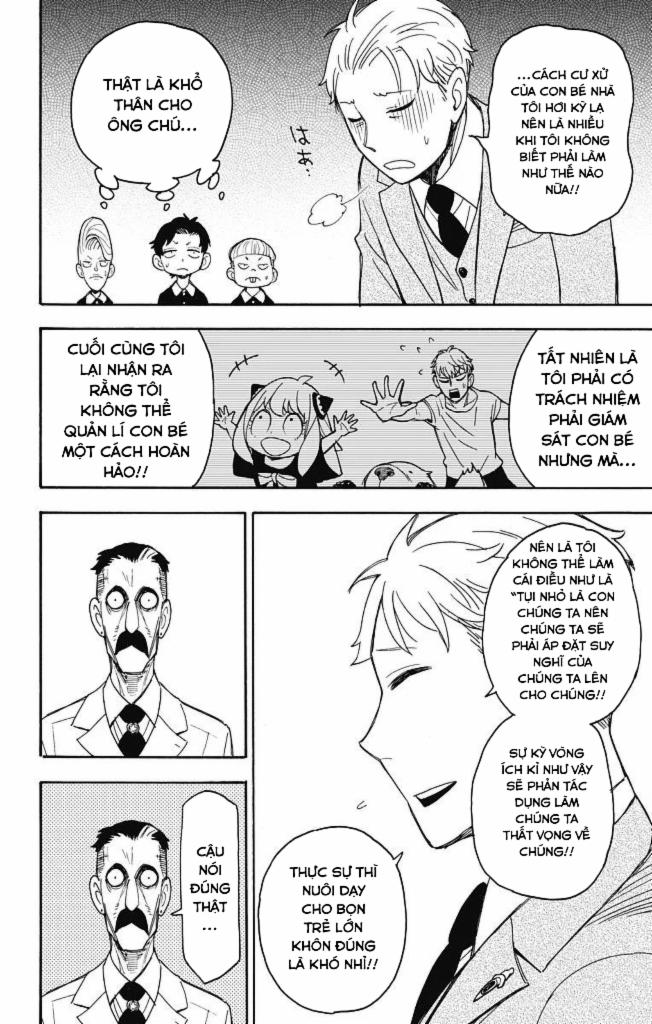 ...CÁCH CƯ XỬ
CỦA CON BÉ NHÀ
TÔI HƠI KỲ LẠ
NÊN LÀ NHIỀU
KHI TÔI KHÔNG
BIẾT PHẢI LÀM
NHƯ THẾ NÀO
NỮA!!
はぁ…
THẬT LÀ KHỔ
THÂN CHO
ÔNG CHÚ...
TẤT NHIÊN LÀ
TÔI PHẢI CÓ
TRÁCH NHIỆM
PHẢI GIÁM
SÁT CON BÉ
NHƯNG MÀ...
CUỐI CÙNG TÔI
LẠI NHẬN RA
RẰNG TÔI
KHÔNG THỂ
QUẢN LÍ CON BÉ
MỘT CÁCH HOÀN
HẢO!!
NÊN LÀ TÔI
KHÔNG THỂ LÀM
CÁI ĐIỀU NHƯ LÀ
“TỤI NHỎ LÀ CON
CHÚNG TA NÊN
CHÚNG TA SẼ
PHẢI ÁP ĐẶT SUY
NGHĨ CỦA
CHÚNG TA LÊN
CHO CHÚNG!!
SỰ KỲ VỌNG
ÍCH KỈ NHƯ VẬY
SẼ PHẢN TÁC
DỤNG LÀM
CHÚNG TA
THẤT VỌNG VỀ
CHÚNG!!
THỰC SỰ THÌ
NUÔI DẠY
CHO BỌN
TRẺ LỚN
KHÔN ĐÚNG
LÀ KHÓ NHỈ!!
CẬU
NÓI
ĐÚNG
THẬT
...